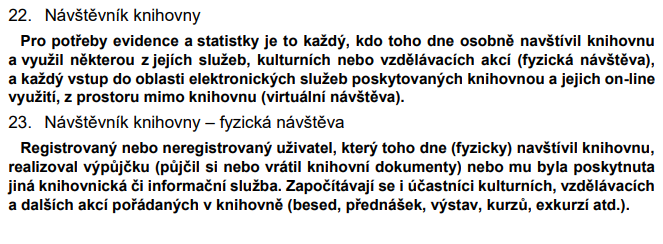 22. Návštěvník knihovny
Pro potřeby evidence a statistky je to každý, kdo toho dne osobně navštívil knihovnu
a využil některou z jejích služeb, kulturních nebo vzdělávacích akcí (fyzická návštěva),
a každý vstup do oblasti elektronických služeb poskytovaných knihovnou a jejich on-line
využití, z prostoru mimo knihovnu (virtuální návštěva).
23. Návštěvník knihovny – fyzická návštěva
Registrovaný nebo neregistrovaný uživatel, který toho dne (fyzicky) navštívil knihovnu,
realizoval výpůjčku (půjčil si nebo vrátil knihovní dokumenty) nebo mu byla poskytnuta
jiná knihovnická či informační služba. Započítávají se i účastníci kulturních, vzdělávacích
a dalších akcí pořádaných v knihovně (besed, přednášek, výstav, kurzů, exkurzí atd.).